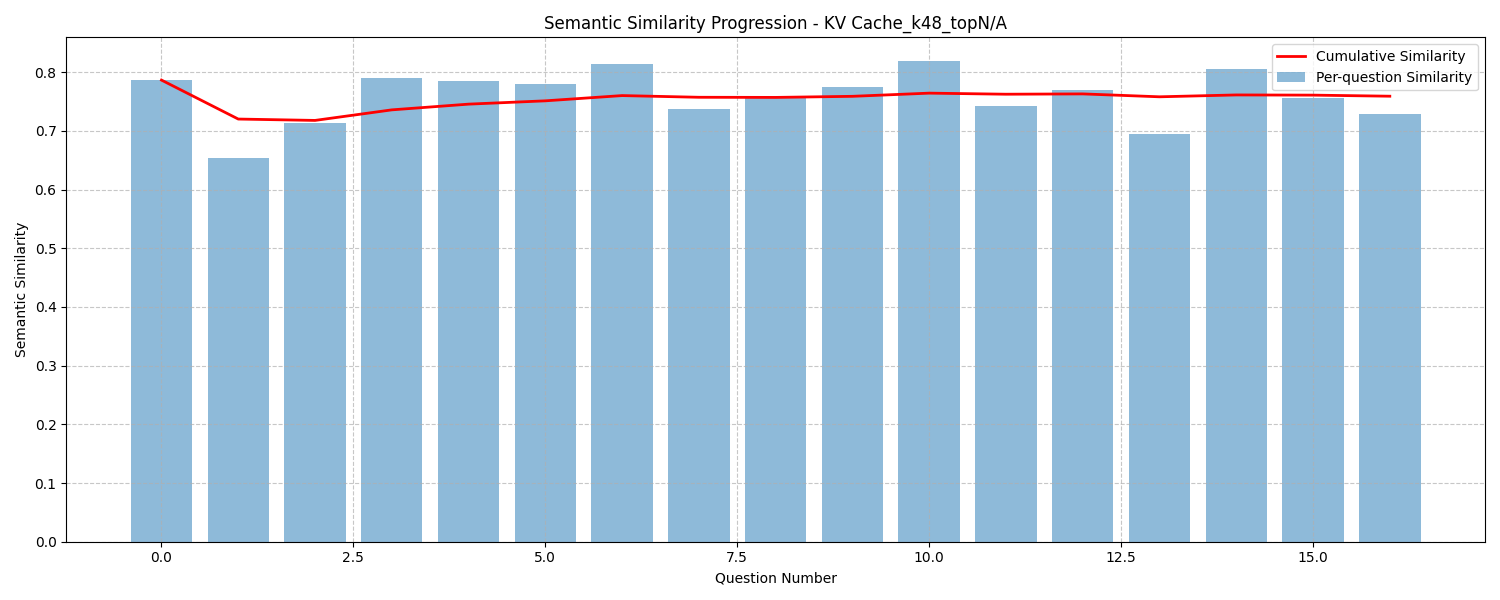 Semantic Similarity Progression - KV Cache_k48_topN/A
Cumulative Similarity
Per-question Similarity
Semantic Similarity
0.8
0.7
0.6
0.5
0.4
0.3
0.2
0.1
0.0
0.0 2.5 5.0 7.5 10.0 12.5 15.0
Question Number